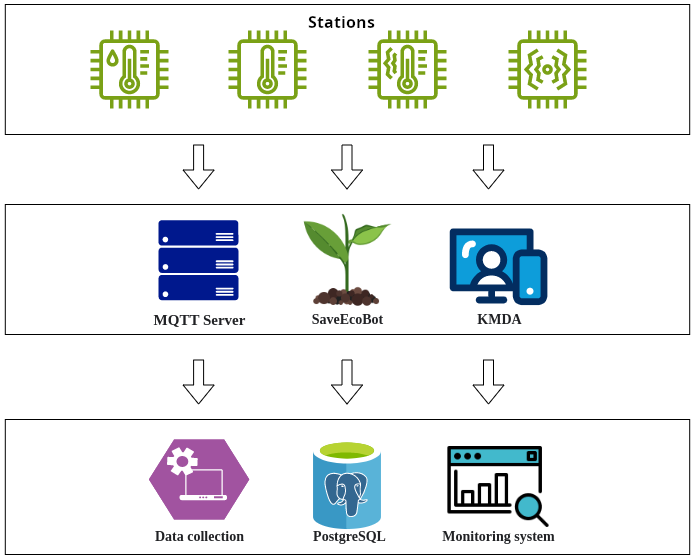 Stations
MQTT Server
SaveEcoBot
KMDA
Data collection
PostgreSQL
Monitoring system